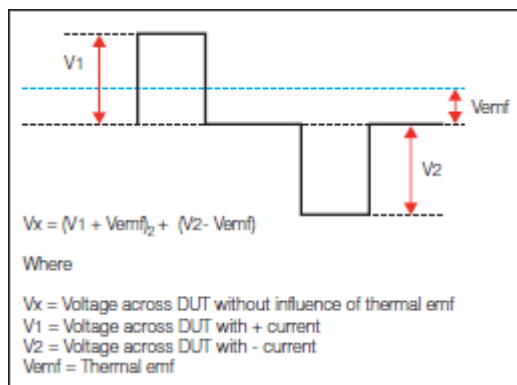 V1
Vemf
V2
Vx = (V1 + Vemf)2 + (V2- Vemf)
Where
Vx = Voltage across DUT without influence of thermal emf
V1 = Voltage across DUT with + current
V2 = Voltage across DUT with - current
Vemf = Thermal emf